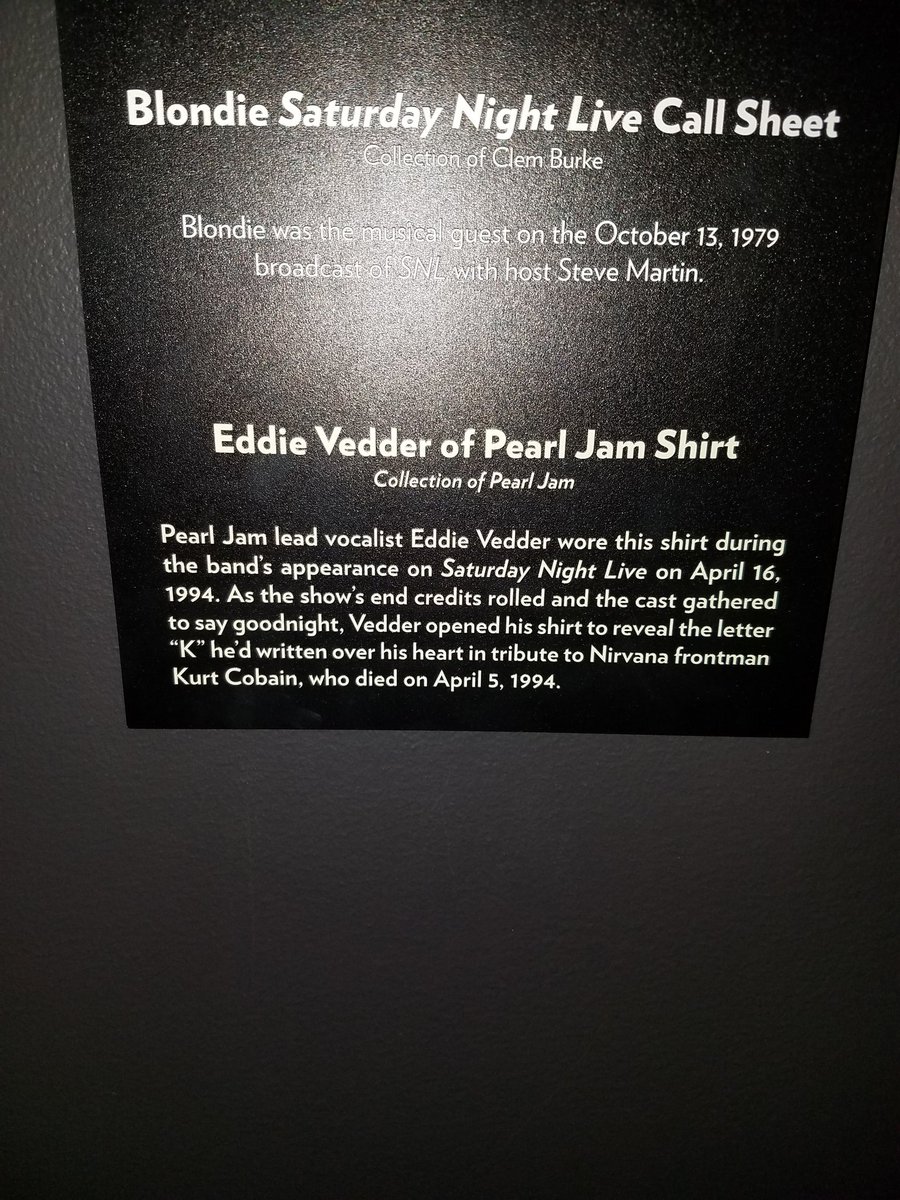 Blondie Saturday Night Live Call Sheet
Collection of Clem Burke
Blondie was the musical guest on the October 13, 1979
broadcast of SNL with host Steve Martin.
Eddie Vedder of Pearl Jam Shirt
Collection of Pearl Jam
Pearl Jam lead vocalist Eddie Vedder wore this shirt during
the band’s appearance on Saturday Night Live on April 16,
1994. As the show’s end credits rolled and the cast gathered
to say goodnight, Vedder opened his shirt to reveal the letter
“K” he’d written over his heart in tribute to Nirvana frontman
Kurt Cobain, who died on April 5, 1994.